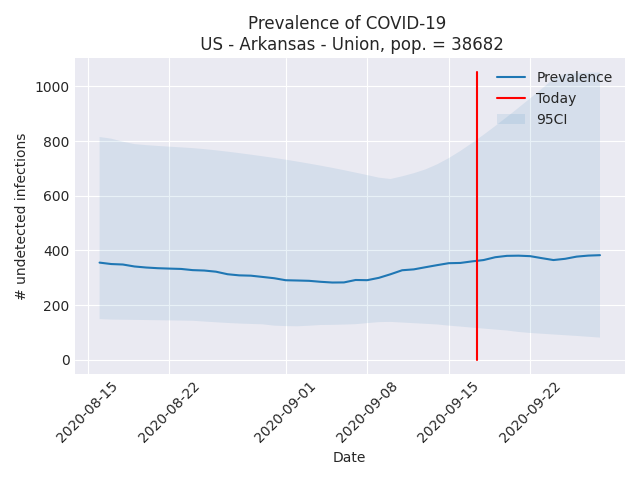 Prevalence of COVID-19
US - Arkansas - Union, pop. = 38682
# undetected infections
1000
800
600
400
200
0
Prevalence
Today
95CI
2020-08-15
2020-08-22
2020-09-01
2020-09-08
2020-09-15
2020-09-22
Date